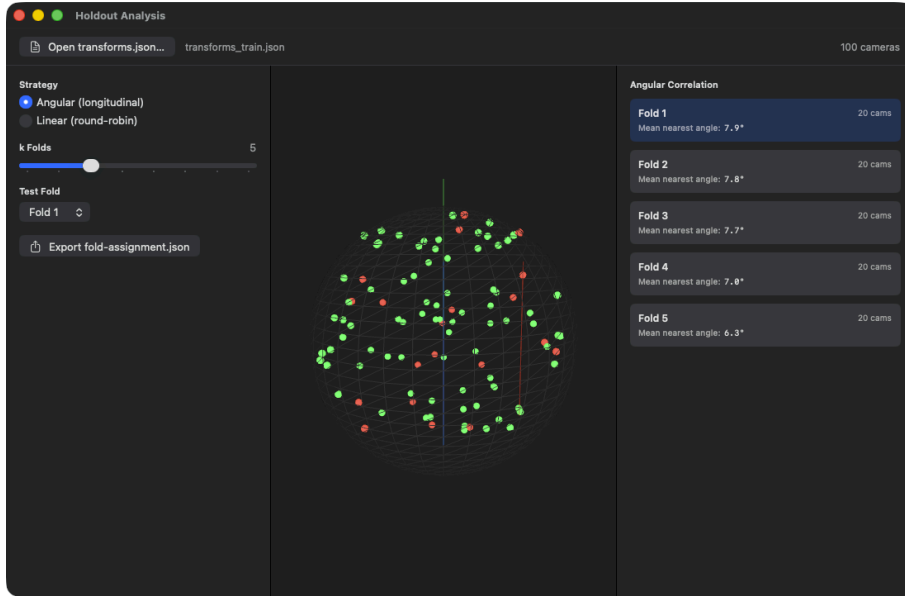 Holdout Analysis
Open transforms.json... transforms_train.json 100 cameras
Strategy
Angular (longitudinal)
Linear (round-robin)
k Folds 5
Test Fold
Fold 1
Export fold-assignment.json
Angular Correlation
Fold 1 20 cams
Mean nearest angle: 7.9°
Fold 2 20 cams
Mean nearest angle: 7.8°
Fold 3 20 cams
Mean nearest angle: 7.7°
Fold 4 20 cams
Mean nearest angle: 7.0°
Fold 5 20 cams
Mean nearest angle: 6.3°